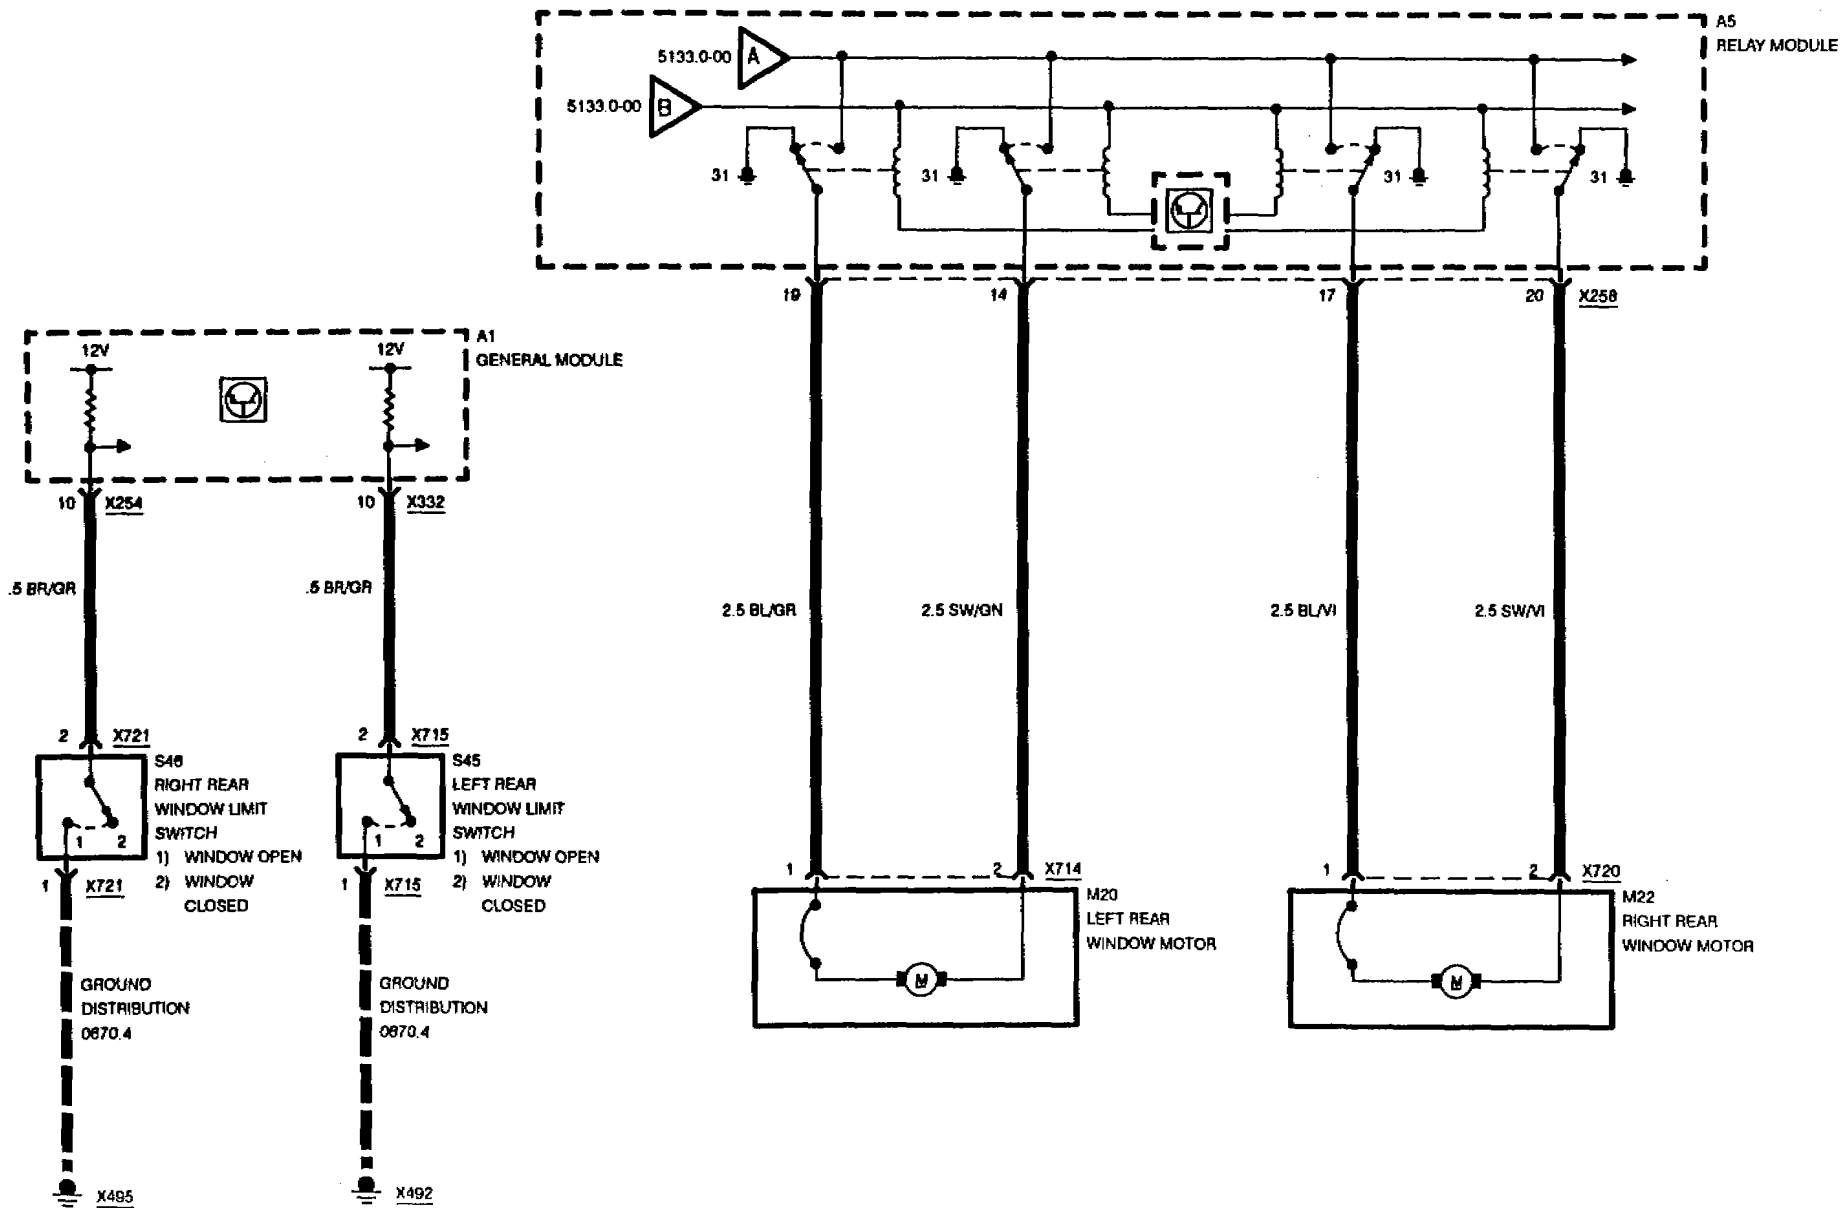 A5
RELAY MODULE
5133.0-00
A
5133.0-00
B
31
31
31
31
19
14
17
20
X258
A1
GENERAL MODULE
12V
12V
10
X254
10
X332
.5 BR/GR
.5 BR/GR
2.5 BL/GR
2.5 SW/GN
2.5 BL/VI
2.5 SW/VI
2
X721
2
X715
S46
RIGHT REAR
WINDOW LIMIT
SWITCH
1) WINDOW OPEN
2) WINDOW
CLOSED
1
2
S45
LEFT REAR
WINDOW LIMIT
SWITCH
1) WINDOW OPEN
2) WINDOW
CLOSED
1
2
1
X721
1
X715
1
2
X714
1
2
X720
M20
LEFT REAR
WINDOW MOTOR
M
M22
RIGHT REAR
WINDOW MOTOR
M
GROUND
DISTRIBUTION
0670.4
GROUND
DISTRIBUTION
0670.4
X495
X492